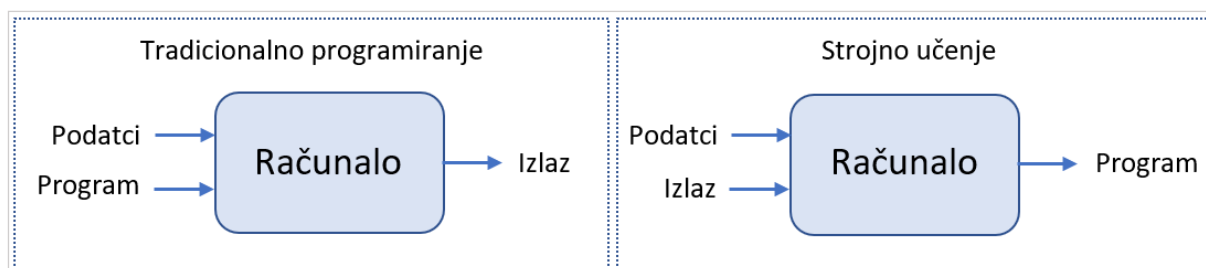 Tradicionalno programiranje
Podatci
Program
Računalo
Izlaz
Strojno učenje
Podatci
Izlaz
Računalo
Program